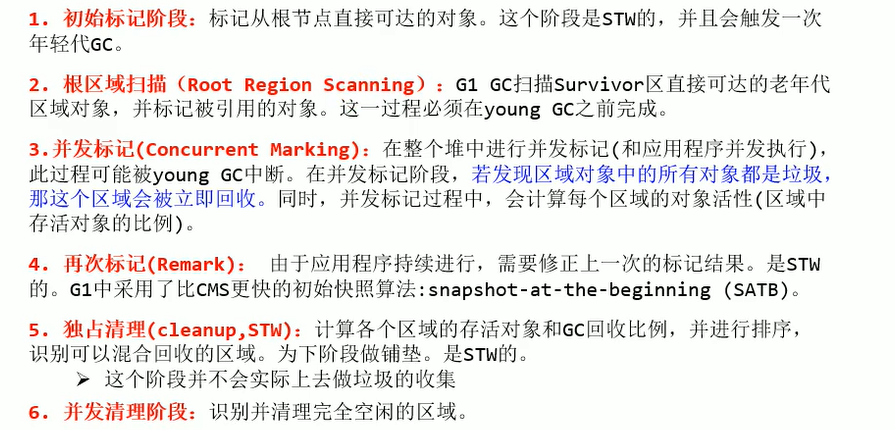 1. 初始标记阶段：标记从根节点直接可达的对象。这个阶段是STW的，并且会触发一次
年轻代GC。
2. 根区域扫描（Root Region Scanning）：G1 GC扫描Survivor区直接可达的老年代
区域对象，并标记被引用的对象。这一过程必须在young GC之前完成。
3.并发标记(Concurrent Marking)：在整个堆中进行并发标记(和应用程序并发执行)，
此过程可能被young GC中断。在并发标记阶段，若发现区域对象中的所有对象都是垃圾，
那这个区域会被立即回收。同时，并发标记过程中，会计算每个区域的对象活性(区域中
存活对象的比例)。
4. 再次标记(Remark)： 由于应用程序持续进行，需要修正上一次的标记结果。是STW
的。G1中采用了比CMS更快的初始快照算法:snapshot-at-the-beginning (SATB)。
5. 独占清理(cleanup,STW)：计算各个区域的存活对象和GC回收比例，并进行排序，
识别可以混合回收的区域。为下阶段做铺垫。是STW的。
➢ 这个阶段并不会实际上去做垃圾的收集
6. 并发清理阶段：识别并清理完全空闲的区域。